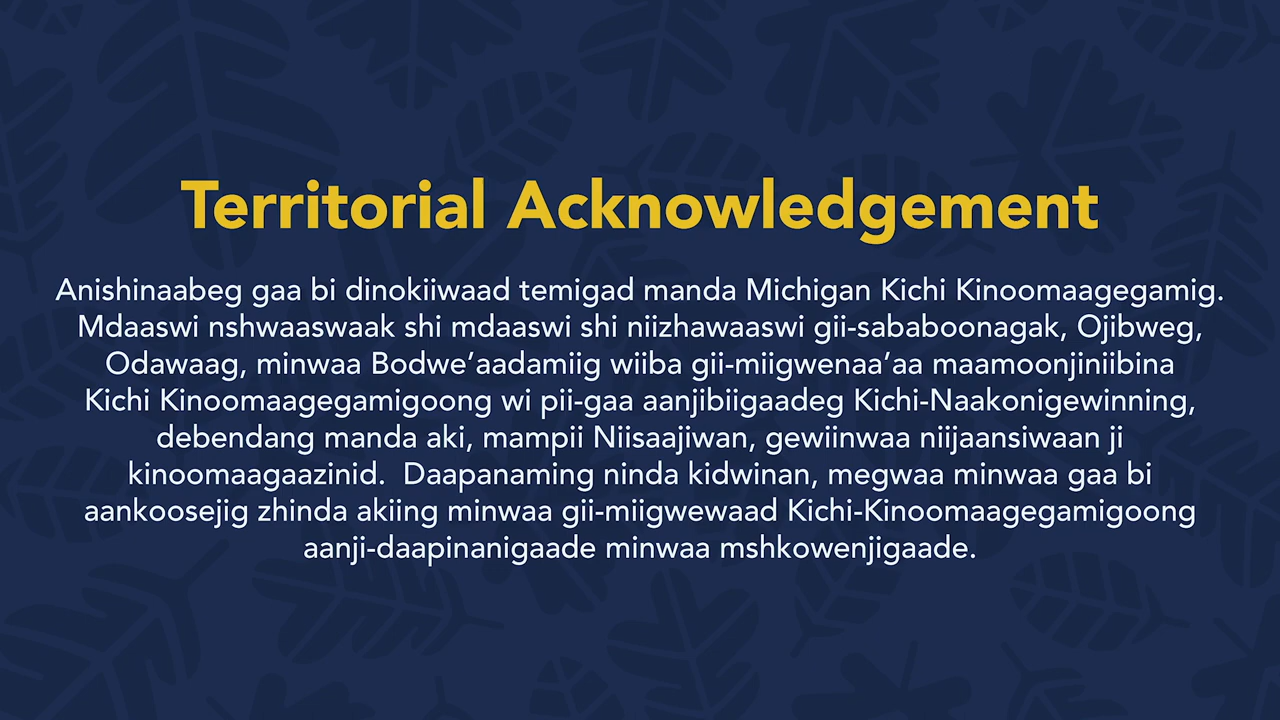 Territorial Acknowledgement
Anishinaabeg gaa bi dinokiiwaad temigad manda Michigan Kichi Kinoomaagegamig.
Mdaaswi nshwaaswaak shi mdaaswi shi niizhawaaswi gii-sababoonagak, Ojibweg,
Odawaag, minwaa Bodwe’aadamiig wiiba gii-miigwenaa’aa maamoonjiniibina
Kichi Kinoomaagegamigoong wi pii-gaa aanjibiigaadeg Kichi-Naakonigewinning,
debendang manda aki, mampii Niisaajiwan, gewiinwaa niijaansiwaan ji
kinoomaagaazinid.  Daapanaming ninda kidwinan, megwaa minwaa gaa bi
aankoosejig zhinda akiing minwaa gii-miigwewaad Kichi-Kinoomaagegamigoong
aanji-daapinanigaade minwaa mshkowenjigaade.